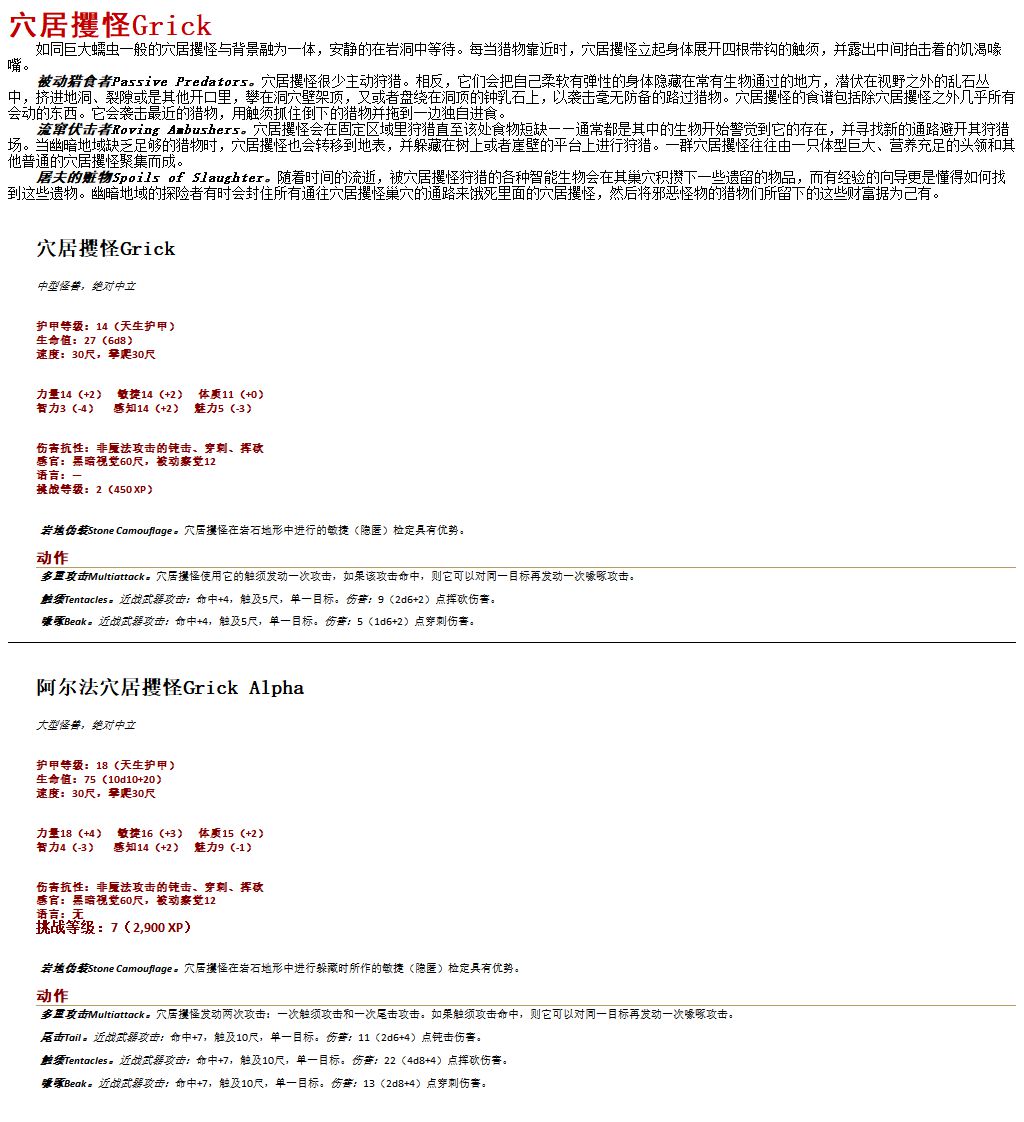 穴居攫怪Grick
如同巨大蠕虫一般的穴居攫怪与背景融为一体，安静的在岩洞中等待。每当猎物靠近时，穴居攫怪立起身体展开四根带钩的触须，并露出中间拍击着的饥渴喙
嘴。
被动猎食者Passive Predators。穴居攫怪很少主动狩猎。相反，它们会把自己柔软有弹性的身体隐藏在常有生物通过的地方，潜伏在视野之外的乱石丛
中，挤进地洞、裂隙或是其他开口里，攀在洞穴壁架顶，又或者盘绕在洞顶的钟乳石上，以袭击毫无防备的路过猎物。穴居攫怪的食谱包括除穴居攫怪之外几乎所有
会动的东西。它会袭击最近的猎物，用触须抓住倒下的猎物并拖到一边独自进食。
流窜伏击者Roving Ambushers。穴居攫怪会在固定区域里狩猎直至该处食物短缺——通常都是其中的生物开始警觉到它的存在，并寻找新的通路避开其狩猎
场。当幽暗地域缺乏足够的猎物时，穴居攫怪也会转移到地表，并躲藏在树上或者崖壁的平台上进行狩猎。一群穴居攫怪往往由一只体型巨大、营养充足的头领和其
他普通的穴居攫怪聚集而成。
屠夫的赃物Spoils of Slaughter。随着时间的流逝，被穴居攫怪狩猎的各种智能生物会在其巢穴积攒下一些遗留的物品，而有经验的向导更是懂得如何找
到这些遗物。幽暗地域的探险者有时会封住所有通往穴居攫怪巢穴的通路来饿死里面的穴居攫怪，然后将邪恶怪物的猎物们所留下的这些财富据为己有。
穴居攫怪Grick
中型怪兽，绝对中立
护甲等级：14（天生护甲）
生命值：27（6d8）
速度：30尺，攀爬30尺
力量14（+2） 敏捷14（+2） 体质11（+0）
智力3（-4） 感知14（+2） 魅力5（-3）
伤害抗性：非魔法攻击的钝击、穿刺、挥砍
感官：黑暗视觉60尺，被动察觉12
语言：—
挑战等级：2（450 XP）
岩地伪装Stone Camouflage。穴居攫怪在岩石地形中进行的敏捷（隐匿）检定具有优势。
动作
多重攻击Multiattack。穴居攫怪使用它的触须发动一次攻击，如果该攻击命中，则它可以对同一目标再发动一次喙啄攻击。
触须Tentacles。近战武器攻击：命中+4，触及5尺，单一目标。伤害：9（2d6+2）点挥砍伤害。
喙啄Beak。近战武器攻击：命中+4，触及5尺，单一目标。伤害：5（1d6+2）点穿刺伤害。
阿尔法穴居攫怪Grick Alpha
大型怪兽，绝对中立
护甲等级：18（天生护甲）
生命值：75（10d10+20）
速度：30尺，攀爬30尺
力量18（+4） 敏捷16（+3） 体质15（+2）
智力4（-3） 感知14（+2） 魅力9（-1）
伤害抗性：非魔法攻击的钝击、穿刺、挥砍
感官：黑暗视觉60尺，被动察觉12
语言：无
挑战等级：7（2,900 XP）
岩地伪装Stone Camouflage。穴居攫怪在岩石地形中进行躲藏时所作的敏捷（隐匿）检定具有优势。
动作
多重攻击Multiattack。穴居攫怪发动两次攻击：一次触须攻击和一次尾击攻击。如果触须攻击命中，则它可以对同一目标再发动一次喙啄攻击。
尾击Tail。近战武器攻击：命中+7，触及10尺，单一目标。伤害：11（2d6+4）点钝击伤害。
触须Tentacles。近战武器攻击：命中+7，触及10尺，单一目标。伤害：22（4d8+4）点挥砍伤害。
喙啄Beak。近战武器攻击：命中+7，触及10尺，单一目标。伤害：13（2d8+4）点穿刺伤害。